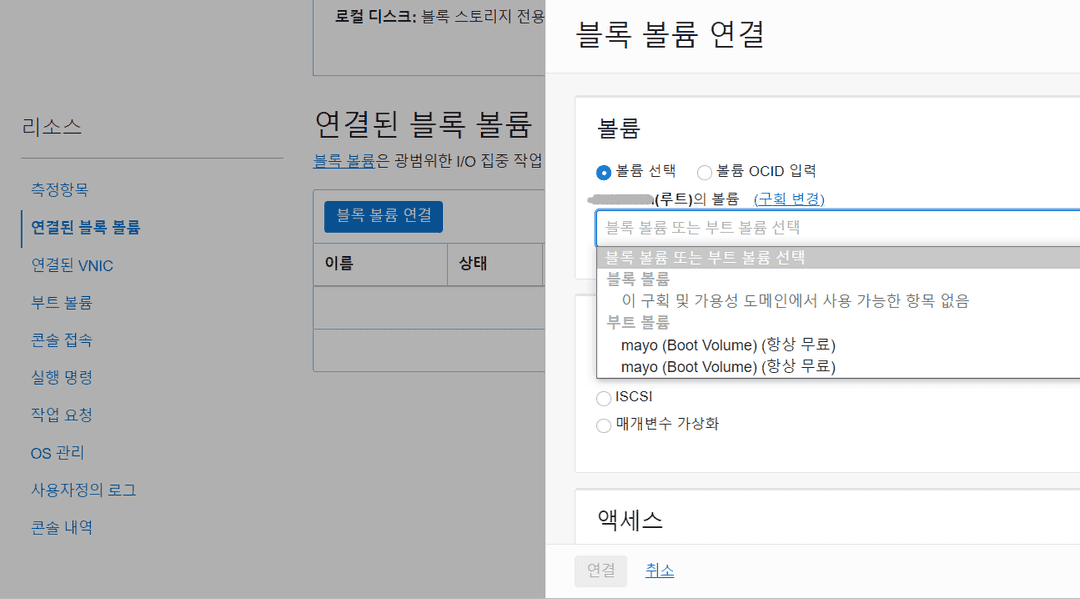 로컬 디스크: 블록 스토리지 전용
블록 볼륨 연결
리소스
연결된 블록 볼륨
블록 볼륨은 광범위한 I/O 집중 작업
볼륨
볼륨 선택 볼륨 OCID 입력
(루트)의 볼륨 (구획 변경)
측정항목
연결된 블록 볼륨
연결된 VNIC
부트 볼륨
콘솔 접속
실행 명령
작업 요청
OS 관리
사용자정의 로그
콘솔 내역
블록 볼륨 연결
이름 상태
블록 볼륨 또는 부트 볼륨 선택
블록 볼륨 또는 부트 볼륨 선택
블록 볼륨
이 구획 및 가용성 도메인에서 사용 가능한 항목 없음
부트 볼륨
mayo (Boot Volume) (항상 무료)
mayo (Boot Volume) (항상 무료)
ISCSI
매개변수 가상화
액세스
연결 취소